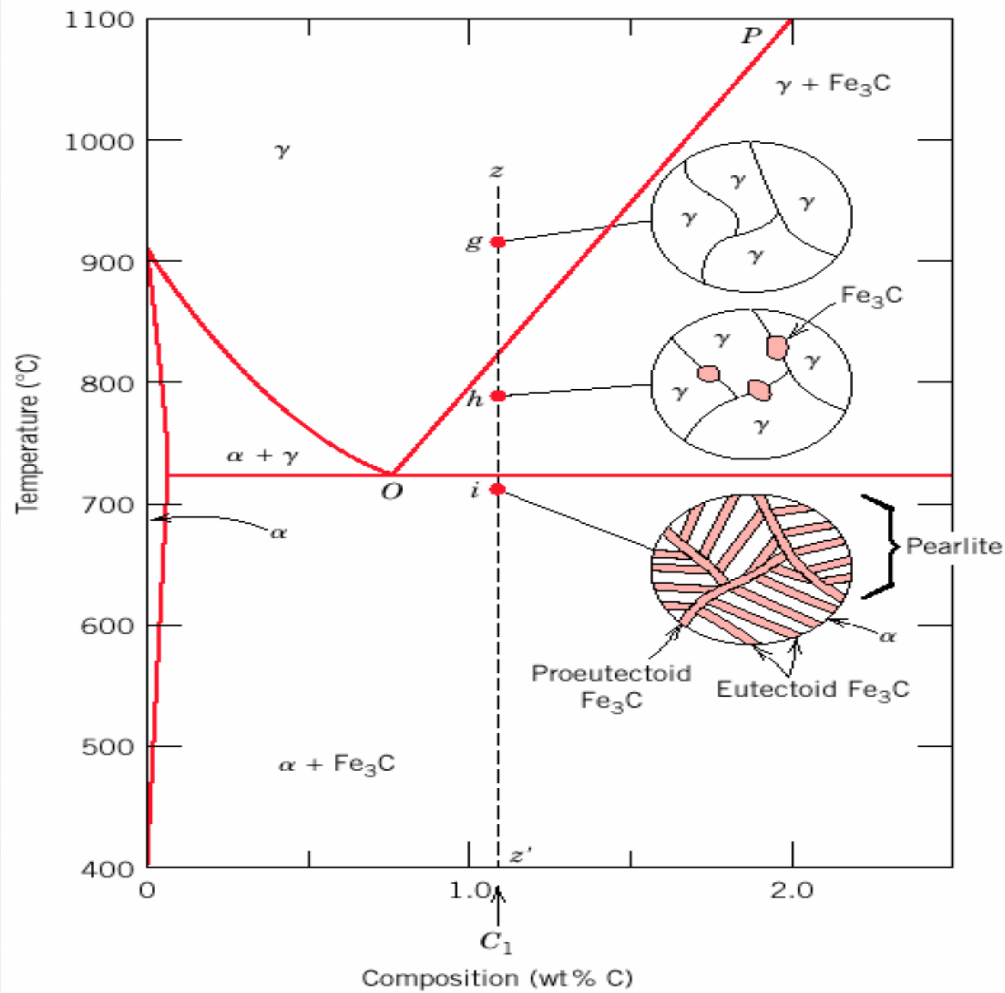 1100
P
γ + Fe₃C
1000
γ
z
γ
γ
γ
γ
g
900
Fe₃C
γ
γ
800
h
γ
γ
α + γ
O
i
700
α
Pearlite
600
α
Proeutectoid
Fe₃C
Eutectoid Fe₃C
500
α + Fe₃C
z'
400
0
1.0
2.0
C₁
Composition (wt % C)
Temperature (°C)